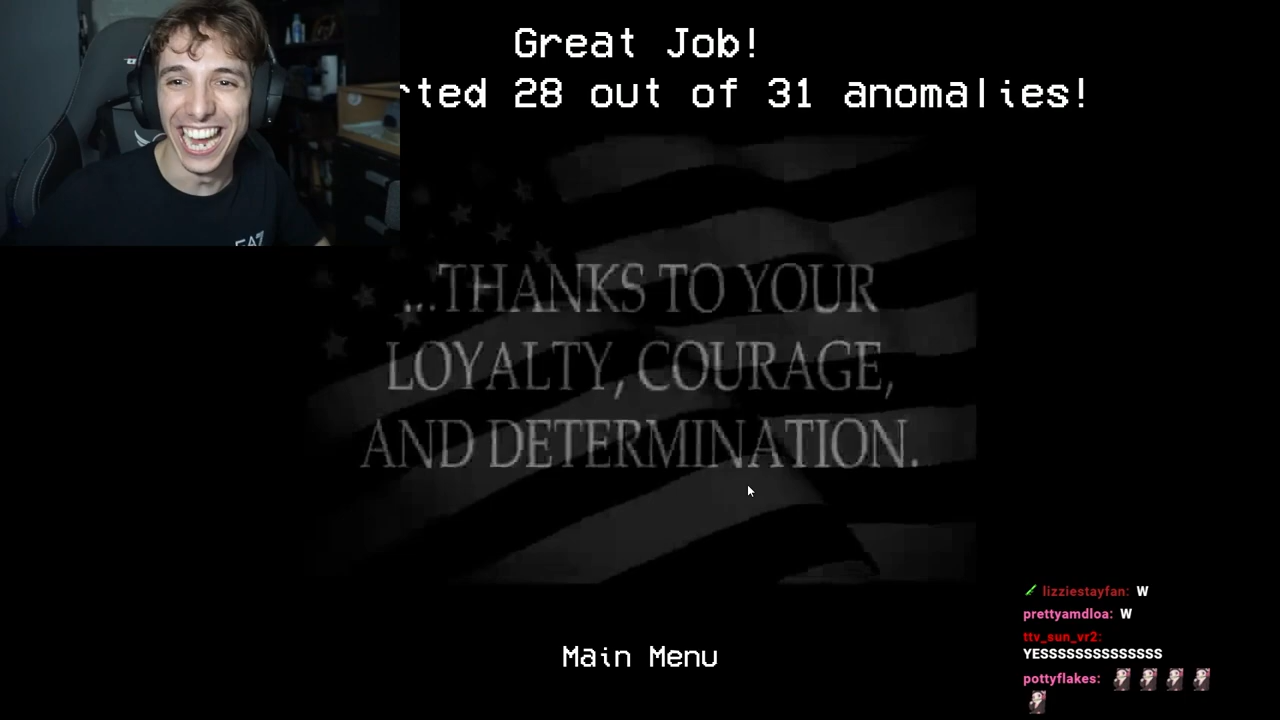 Great Job!
rted 28 out of 31 anomalies!
...THANKS TO YOUR
LOYALTY, COURAGE,
AND DETERMINATION.
EA7
lizziestayfan: W
prettyamdloa: W
ttv_sun_vr2:
YESSSSSSSSSSSSSS
pottyflakes:
Main Menu